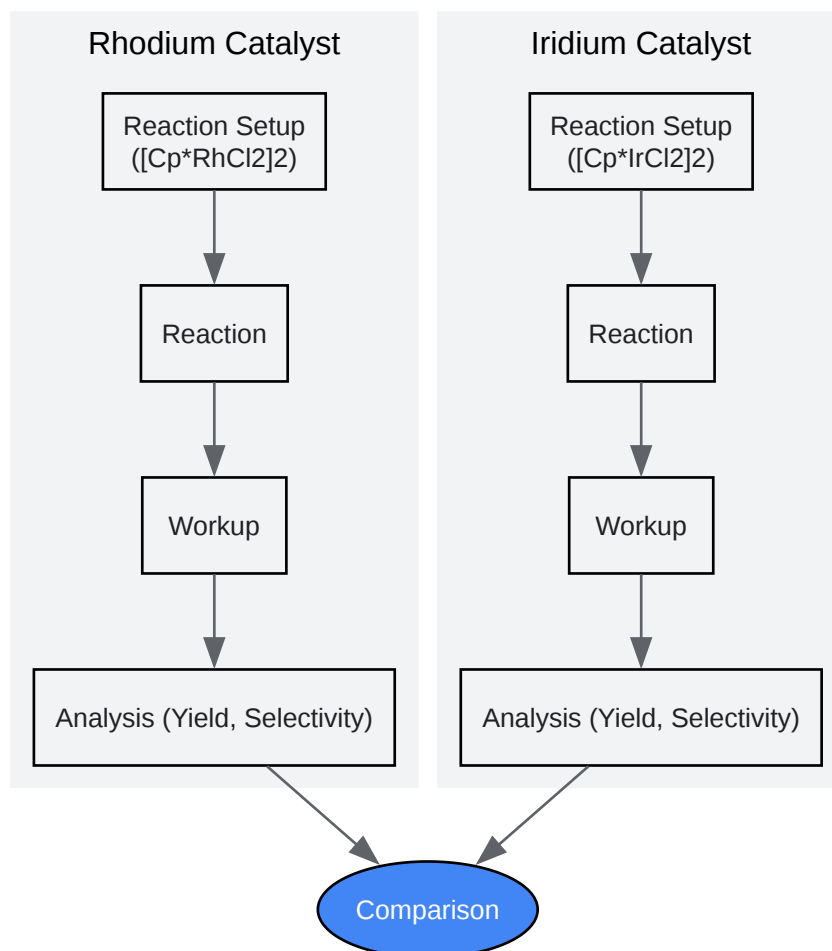 Rhodium Catalyst
Reaction Setup
([Cp*RhCl2]2)
Reaction
Workup
Analysis (Yield, Selectivity)
Iridium Catalyst
Reaction Setup
([Cp*IrCl2]2)
Reaction
Workup
Analysis (Yield, Selectivity)
Comparison